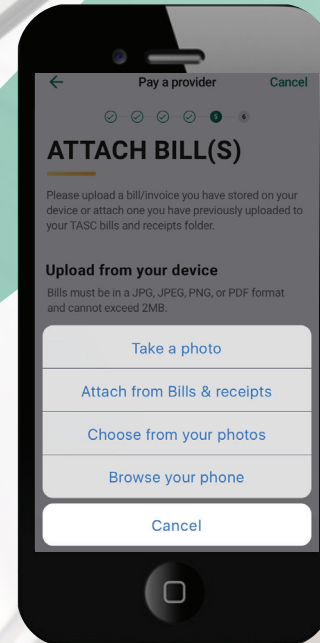 Pay a provider Cancel
5 6
ATTACH BILL(S)
Please upload a bill/invoice you have stored on your
device or attach one you have previously uploaded to
your TASC bills and receipts folder.
Upload from your device
Bills must be in a JPG, JPEG, PNG, or PDF format
and cannot exceed 2MB.
Take a photo
Attach from Bills & receipts
Choose from your photos
Browse your phone
Cancel